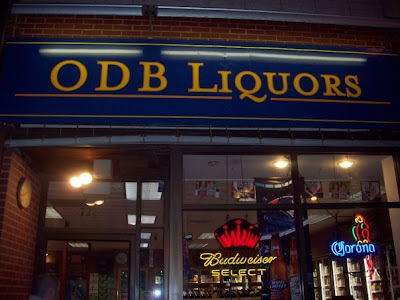 ODB LIQUORS
Budweiser
SELECT
Corona